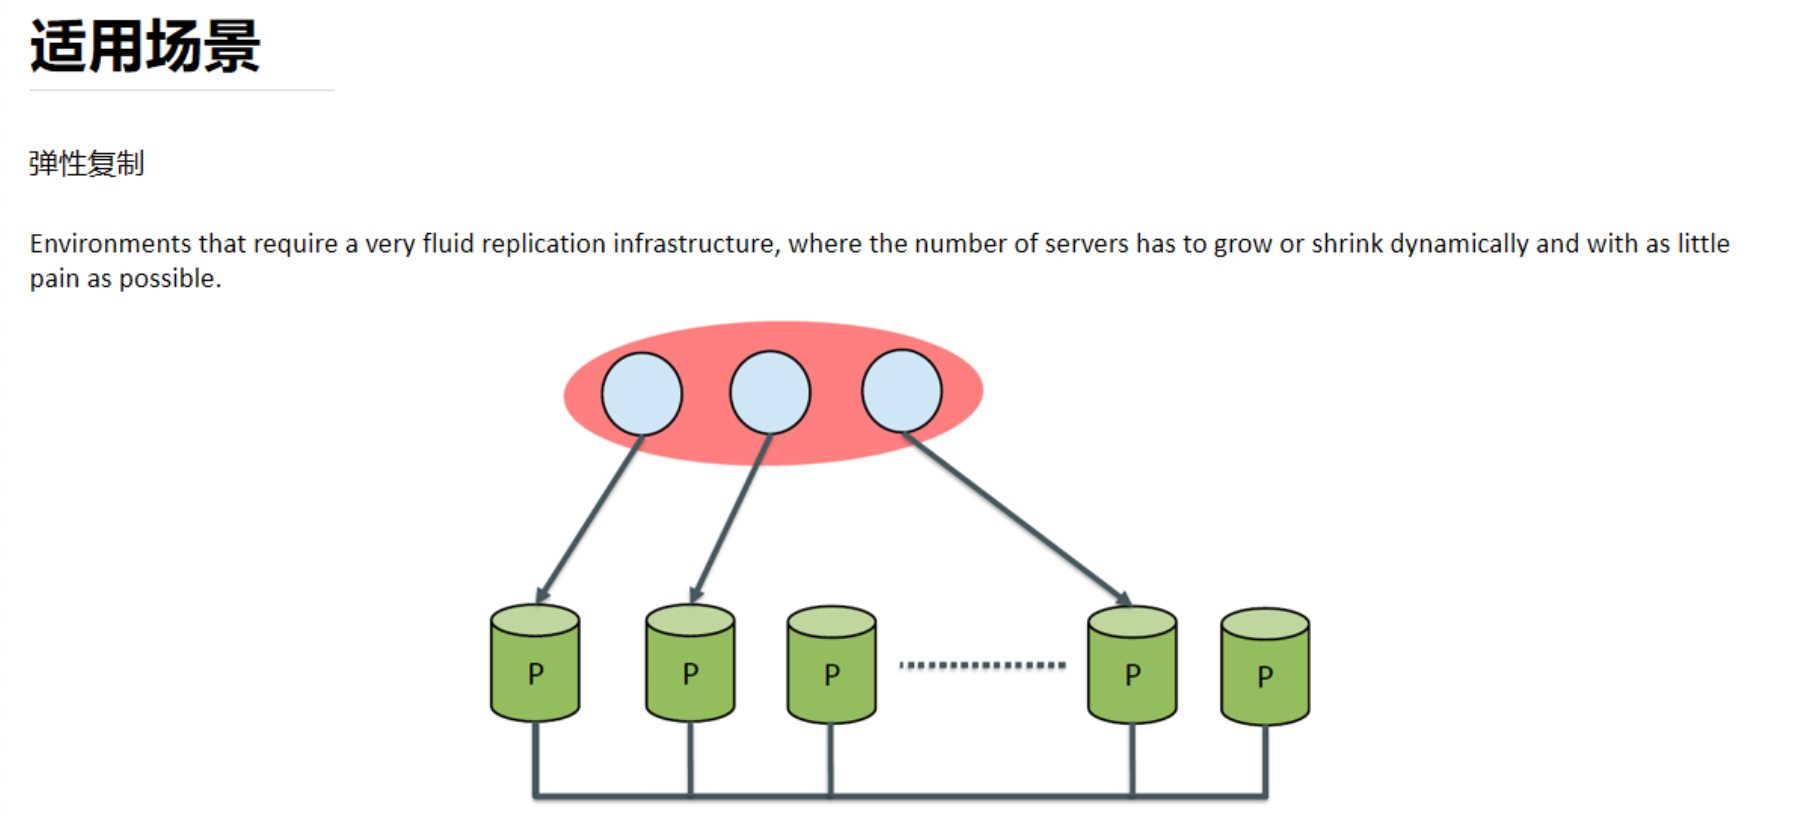 适用场景
弹性复制
Environments that require a very fluid replication infrastructure, where the number of servers has to grow or shrink dynamically and with as little
pain as possible.
P P P P P